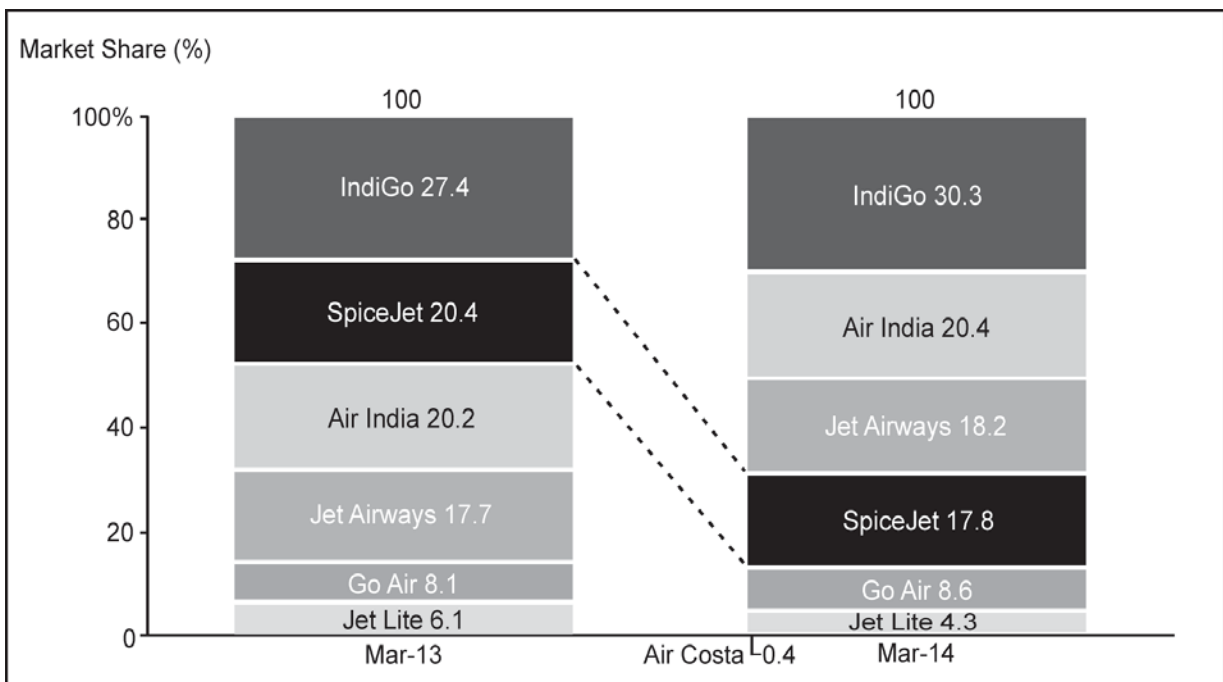 Market Share (%)
100
100
100%
80
60
40
20
0
IndiGo 27.4
SpiceJet 20.4
Air India 20.2
Jet Airways 17.7
Go Air 8.1
Jet Lite 6.1
IndiGo 30.3
Air India 20.4
Jet Airways 18.2
SpiceJet 17.8
Go Air 8.6
Jet Lite 4.3
Mar-13
Air Costa 0.4
Mar-14